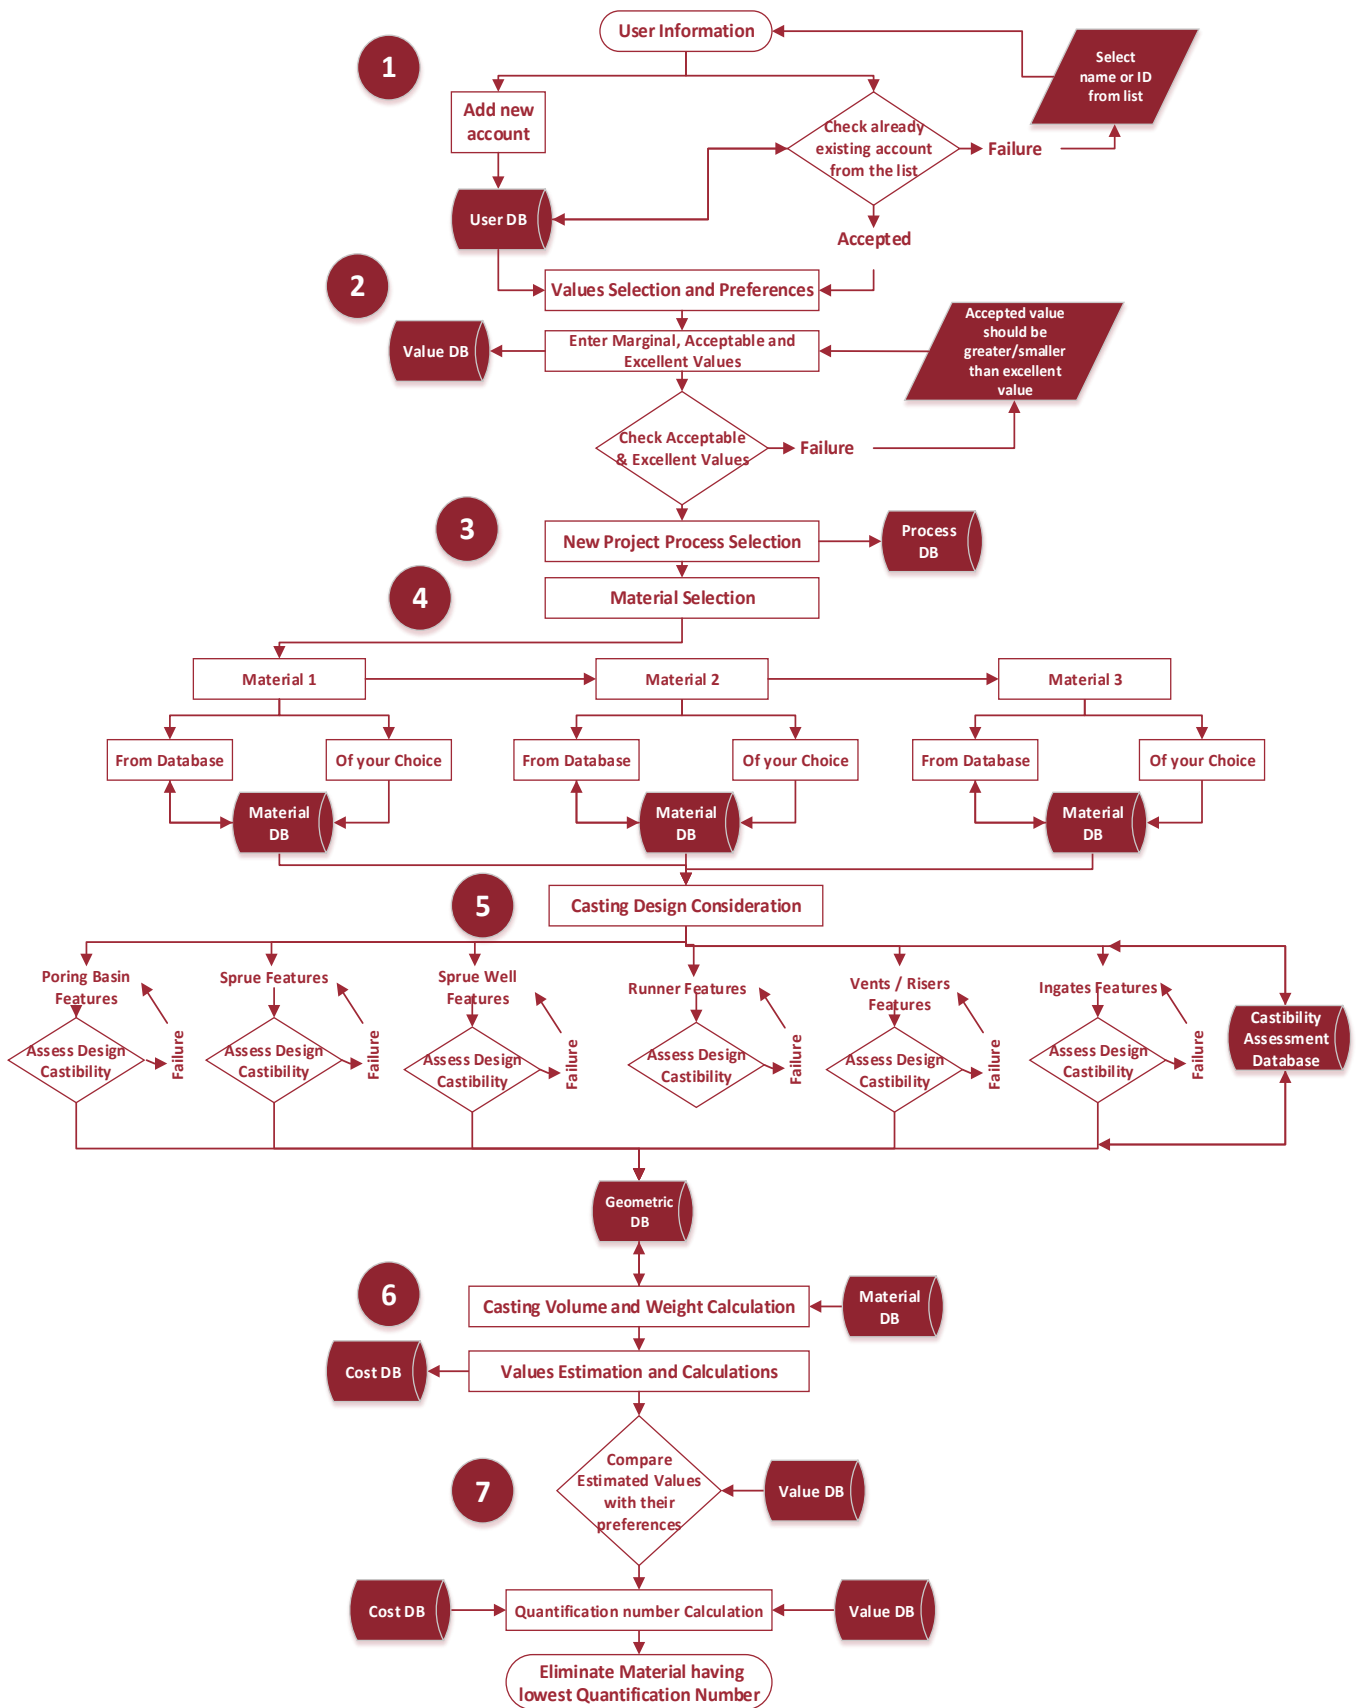 User Information
1
Select
name or ID
from list
Add new
account
Check already
existing account
from the list
Failure
User DB
Accepted
2
Values Selection and Preferences
Accepted value
should be
greater/smaller
than excellent
value
Value DB
Enter Marginal, Acceptable and
Excellent Values
Check Acceptable
& Excellent Values
Failure
3
New Project Process Selection
Process
DB
4
Material Selection
Material 1
Material 2
Material 3
From Database
Of your Choice
From Database
Of your Choice
From Database
Of your Choice
Material
DB
Material
DB
Material
DB
5
Casting Design Consideration
Poring Basin
Features
Sprue Features
Sprue Well
Features
Runner Features
Vents / Risers
Features
Ingates Features
Assess Design
Castibility
Failure
Assess Design
Castibility
Failure
Assess Design
Castibility
Failure
Assess Design
Castibility
Failure
Assess Design
Castibility
Failure
Assess Design
Castibility
Failure
Castibility
Assessment
Database
Geometric
DB
6
Casting Volume and Weight Calculation
Material
DB
Cost DB
Values Estimation and Calculations
7
Compare
Estimated Values
with their
preferences
Value DB
Cost DB
Quantification number Calculation
Value DB
Eliminate Material having
lowest Quantification Number